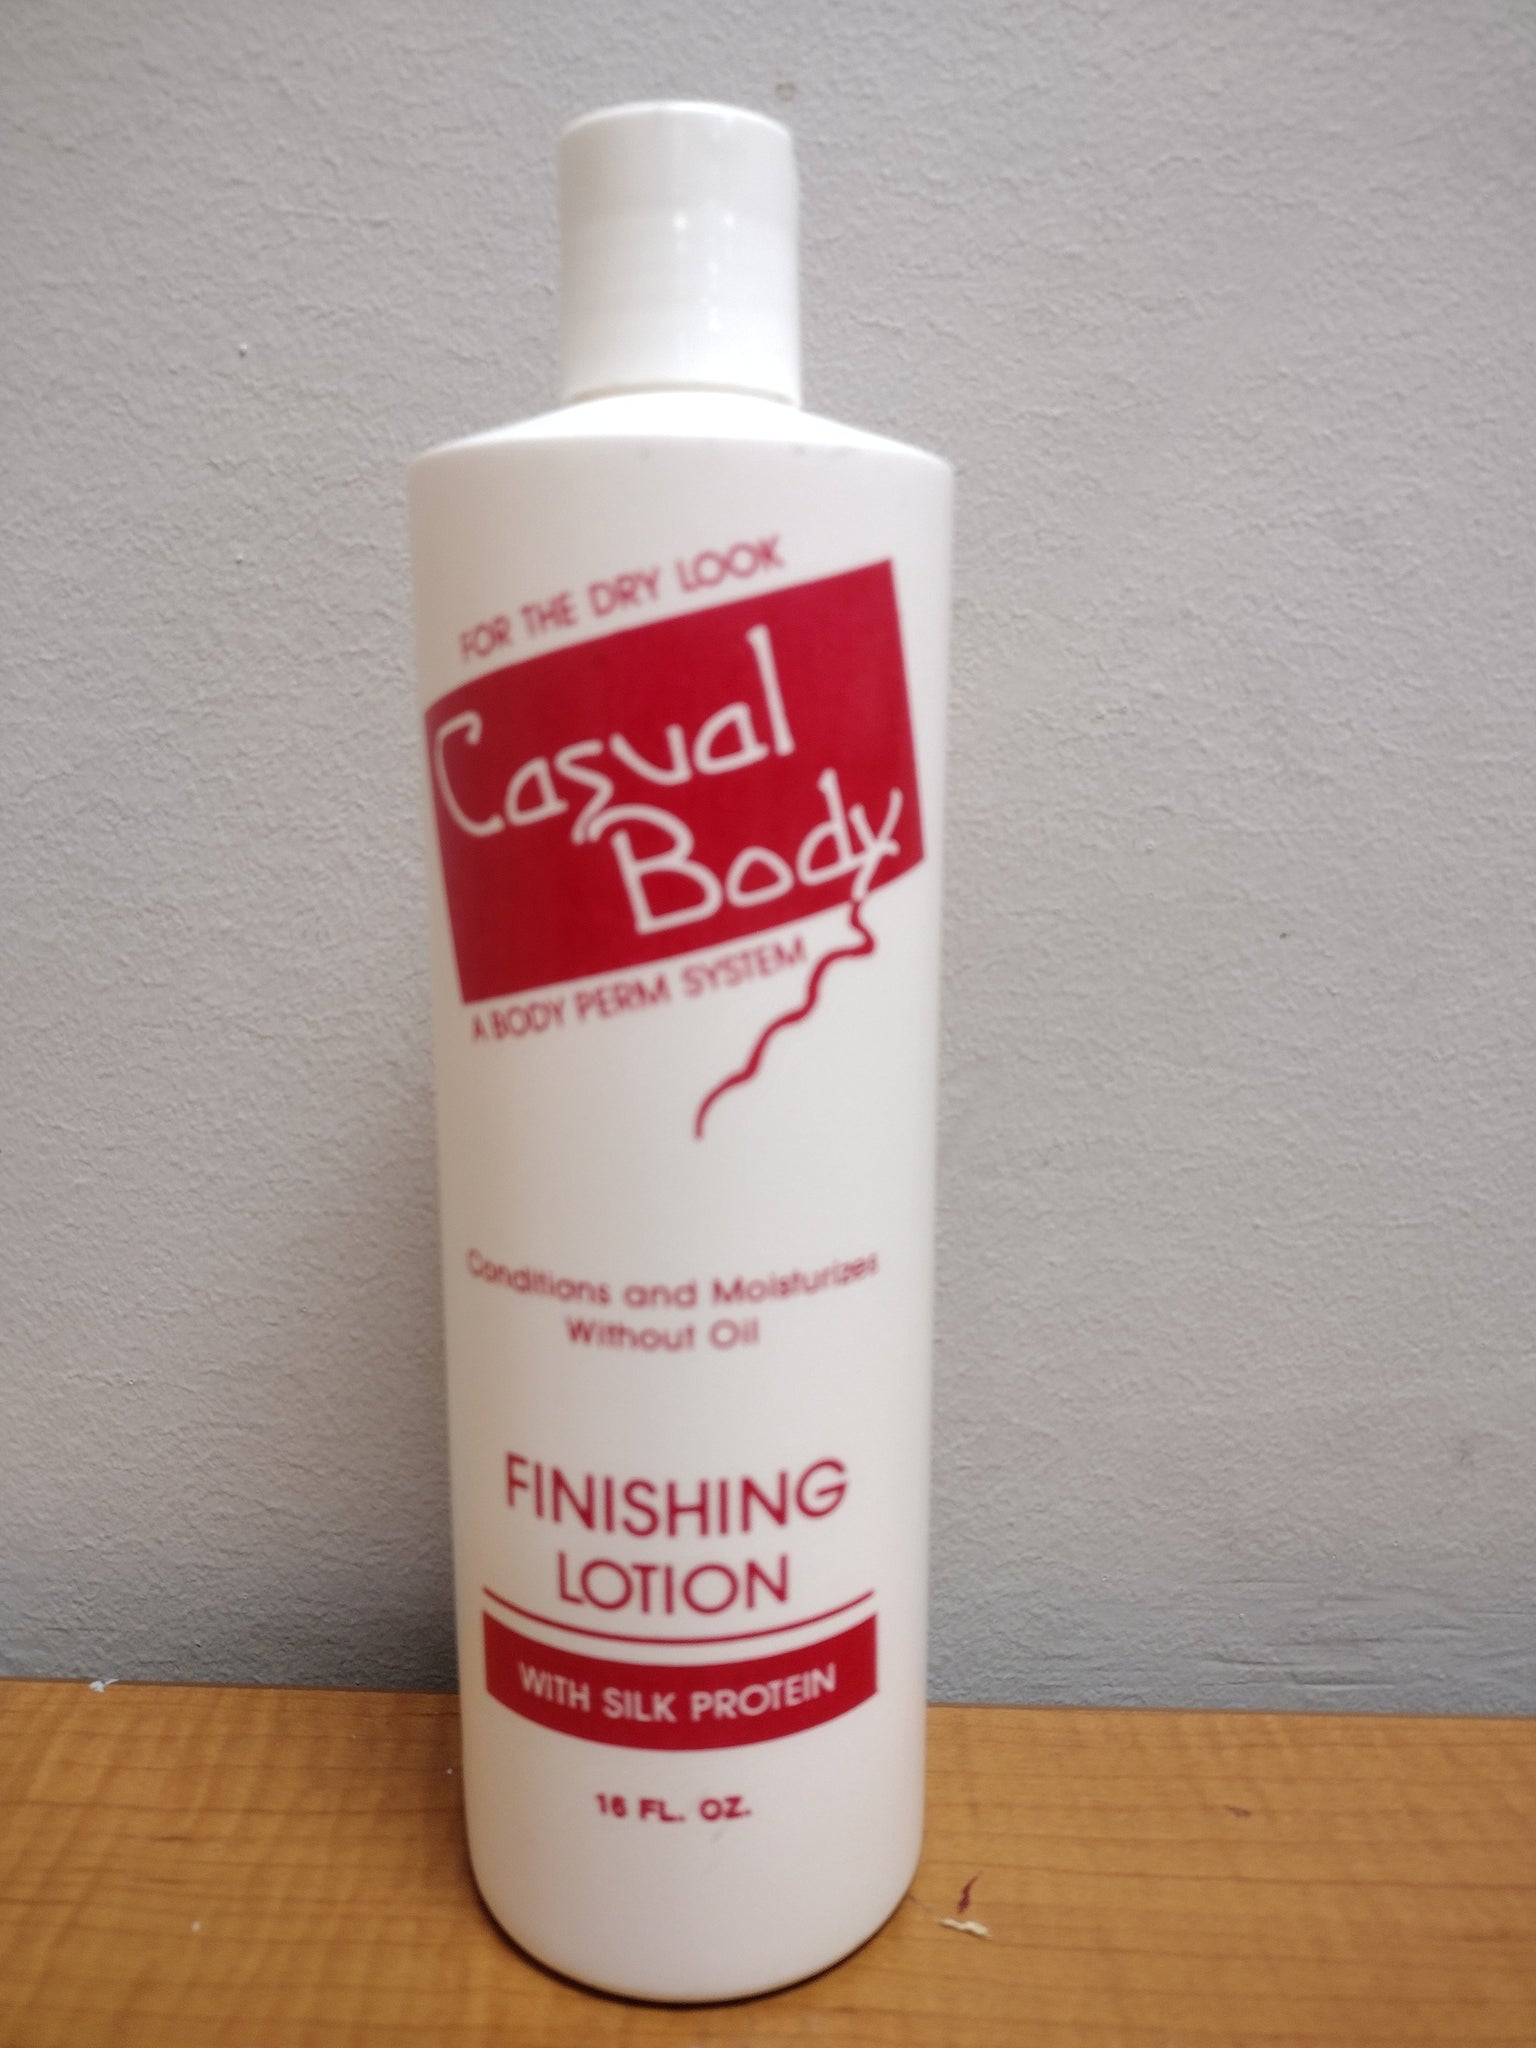 FOR THE DRY LOOK
Casual
Body
A BODY PERM SYSTEM
Conditions and Moisturizes
Without Oil
FINISHING
LOTION
WITH SILK PROTEIN
16 FL. OZ.